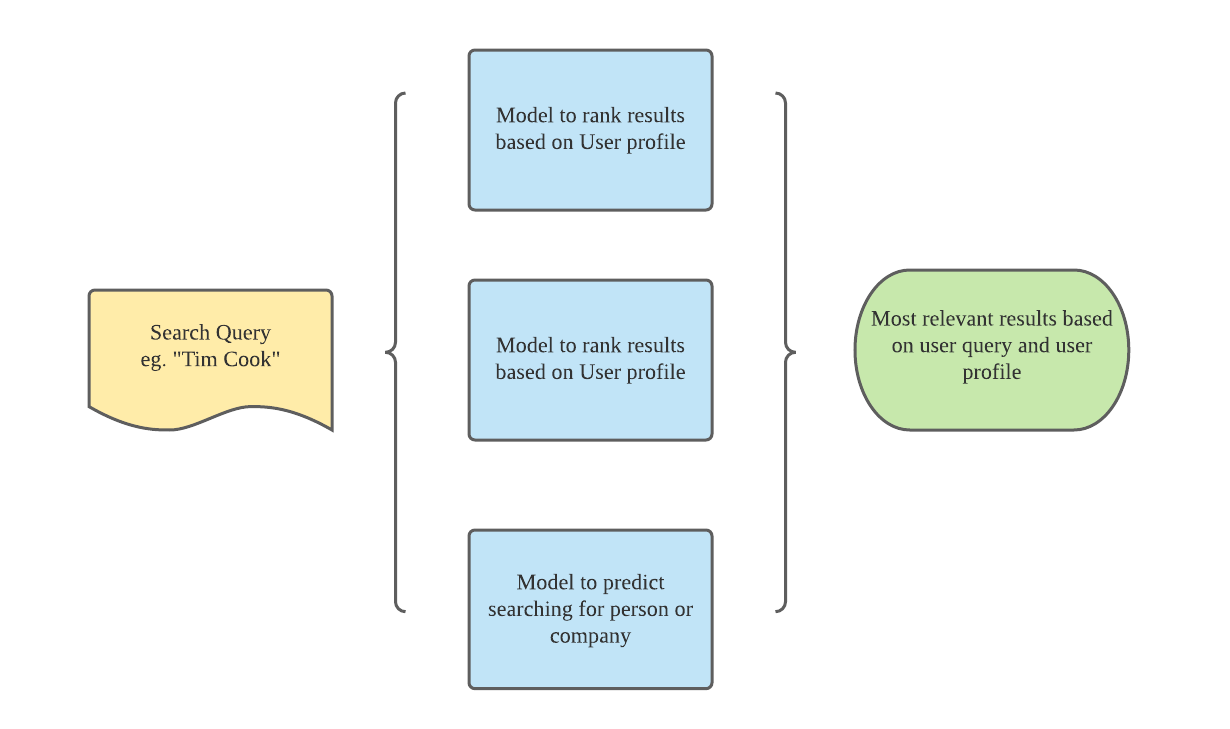 Search Query
eg. "Tim Cook"
Model to rank results
based on User profile
Model to rank results
based on User profile
Model to predict
searching for person or
company
Most relevant results based
on user query and user
profile